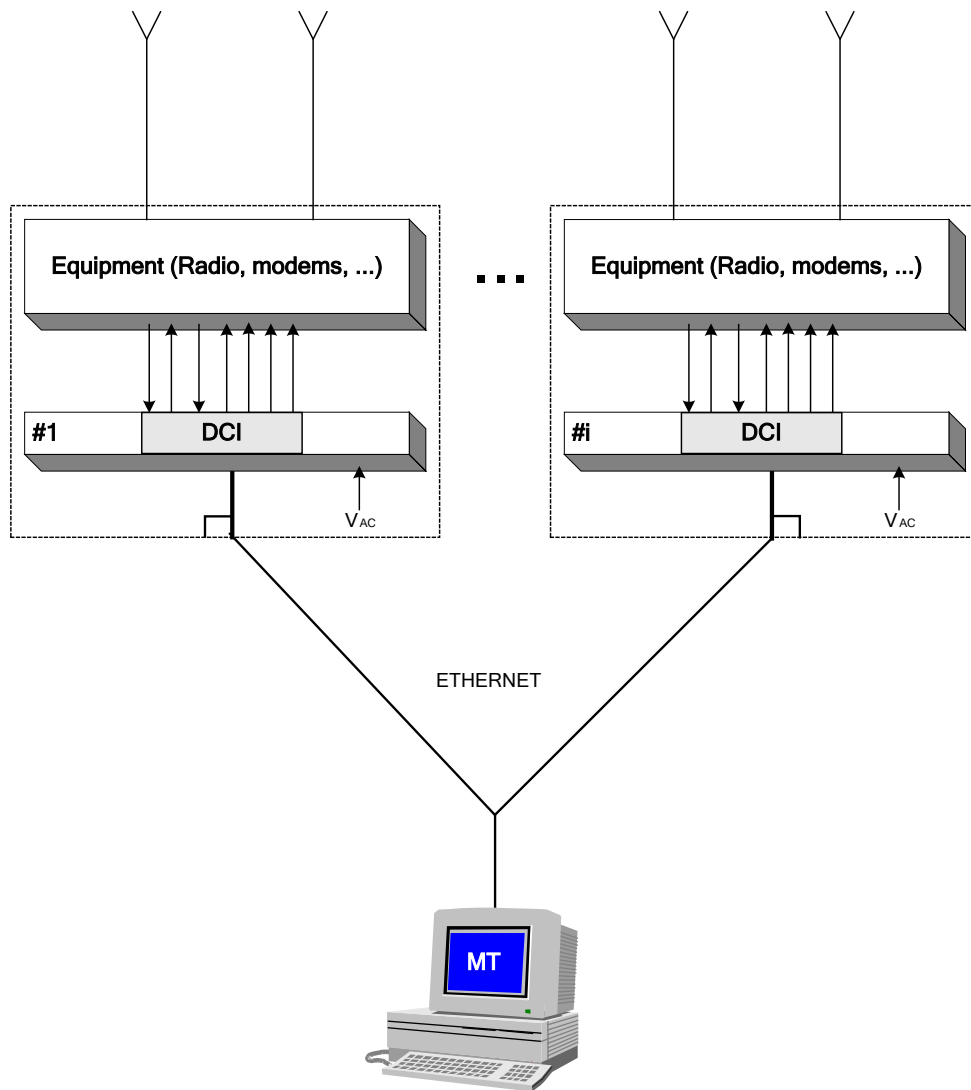 Equipment (Radio, modems, ...)
...
Equipment (Radio, modems, ...)
#1
DCI
#i
DCI
VAC
VAC
ETHERNET
MT